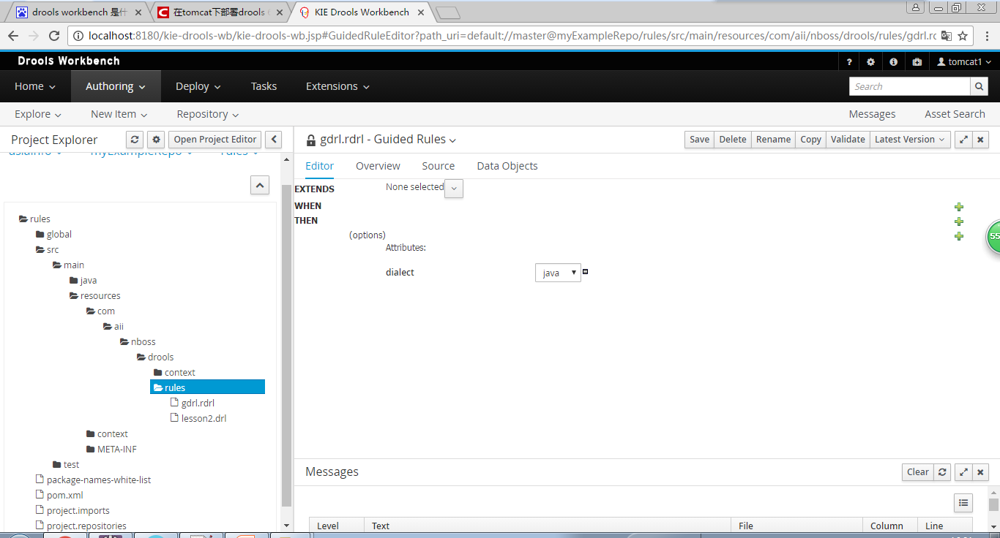 drools workbench 是什
在tomcat下部署drools
KIE Drools Workbench
localhost:8180/kie-drools-wb/kie-drools-wb.jsp#GuidedRuleEditor?path_uri=default://master@myExampleRepo/rules/src/main/resources/com/aii/nboss/drools/rules/gdrl.rd
Drools Workbench
tomcat1
Home
Authoring
Deploy
Tasks
Extensions
Search
Explore
New Item
Repository
Messages
Asset Search
Project Explorer
Open Project Editor
asiainfo
myExampleRepo
rules
gdrl.rdrl - Guided Rules
Save
Delete
Rename
Copy
Validate
Latest Version
Editor
Overview
Source
Data Objects
EXTENDS
None selected
WHEN
THEN
(options)
Attributes:
dialect
java
55
rules
global
src
main
java
resources
com
aii
nboss
drools
context
rules
gdrl.rdrl
lesson2.drl
context
META-INF
test
package-names-white-list
pom.xml
project.imports
project.repositories
Messages
Clear
Level
Text
File
Column
Line